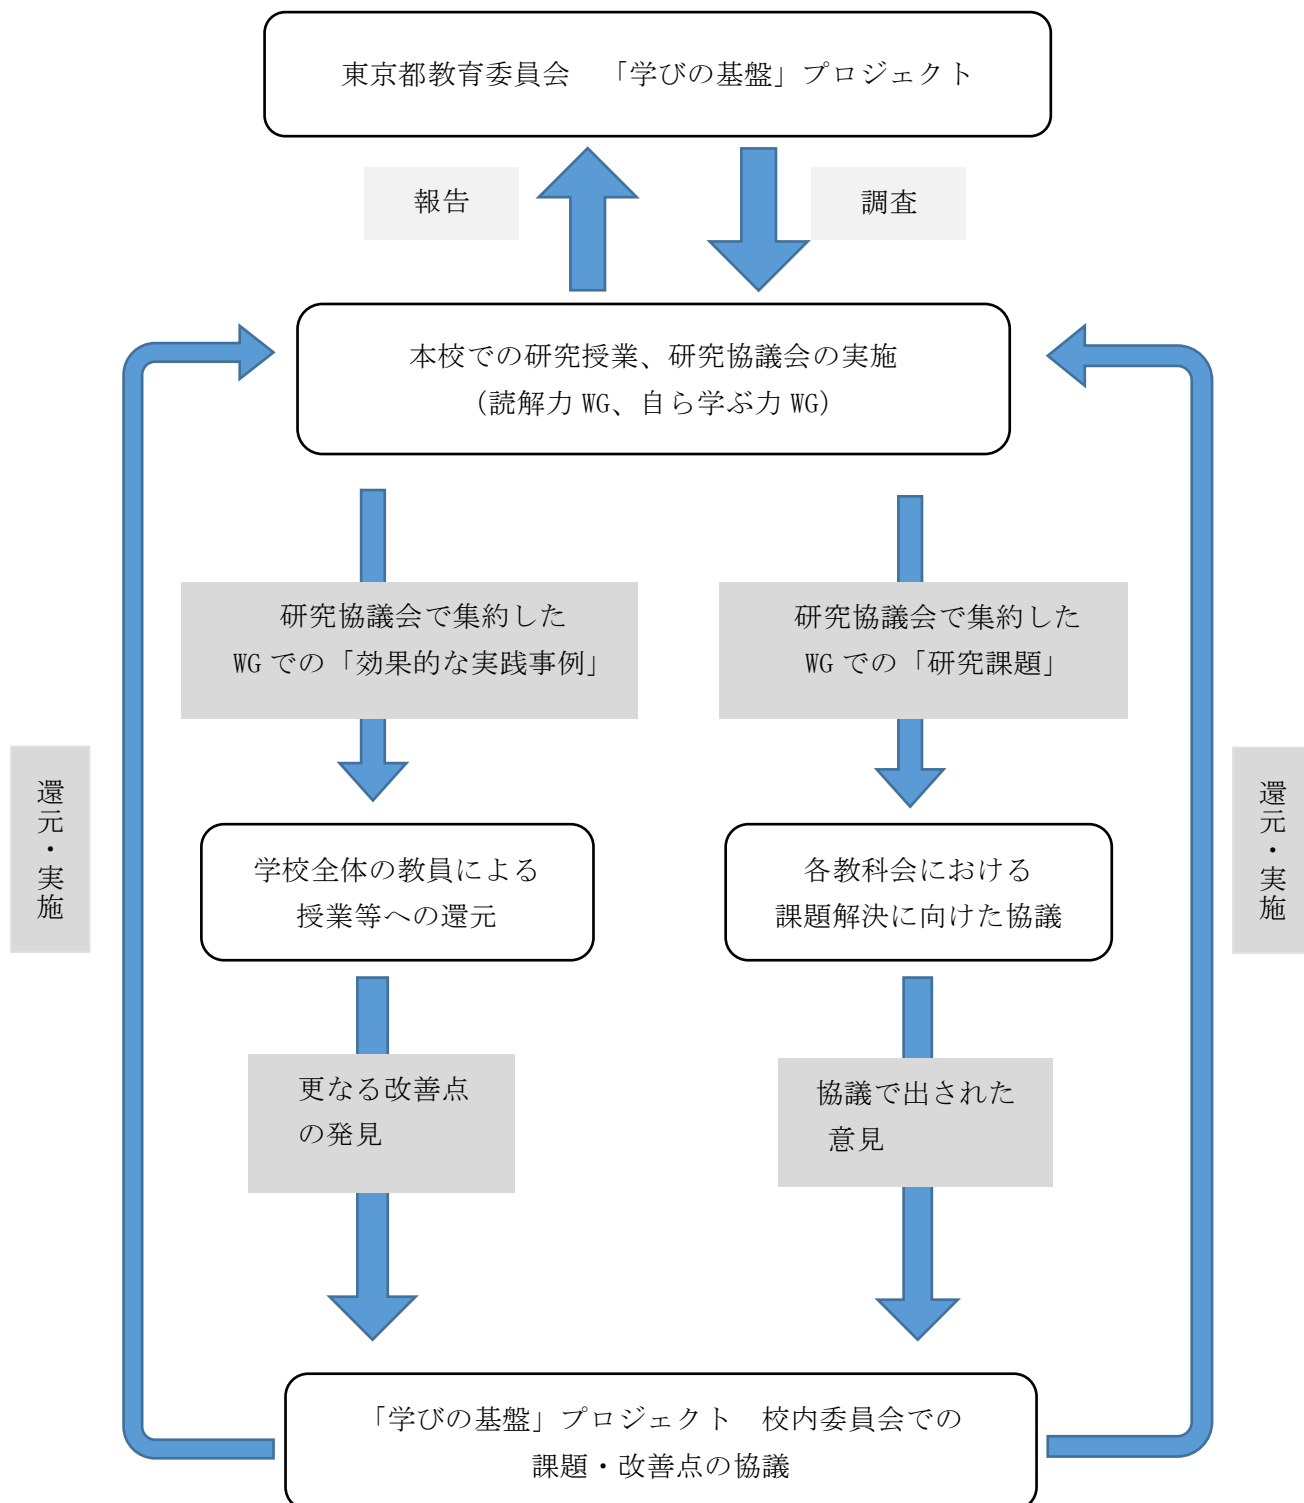 東京都教育委員会　「学びの基盤」プロジェクト
報告
調査
本校での研究授業、研究協議会の実施
(読解力 WG、自ら学ぶ力 WG)
研究協議会で集約した
WG での「効果的な実践事例」
研究協議会で集約した
WG での「研究課題」
還元・実施
還元・実施
学校全体の教員による
授業等への還元
各教科会における
課題解決に向けた協議
更なる改善点
の発見
協議で出された
意見
「学びの基盤」プロジェクト　校内委員会での
課題・改善点の協議